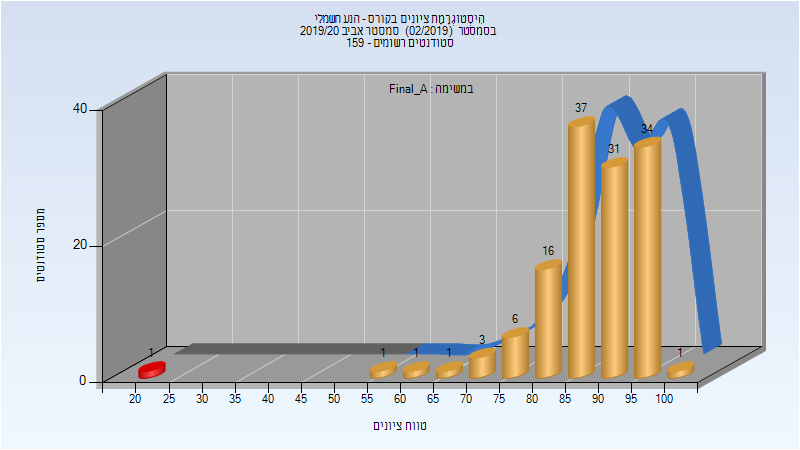 היסטוגרמת ציונים בקורס - הנע חשמלי
בסמסטר (02/2019) סמסטר אביב 2019/20
סטודנטים רשומים - 159
במשימה : Final_A
מספר סטודנטים
40
20
0
1
1
1
1
3
6
16
37
31
34
1
20 25 30 35 40 45 50 55 60 65 70 75 80 85 90 95 100
טווח ציונים